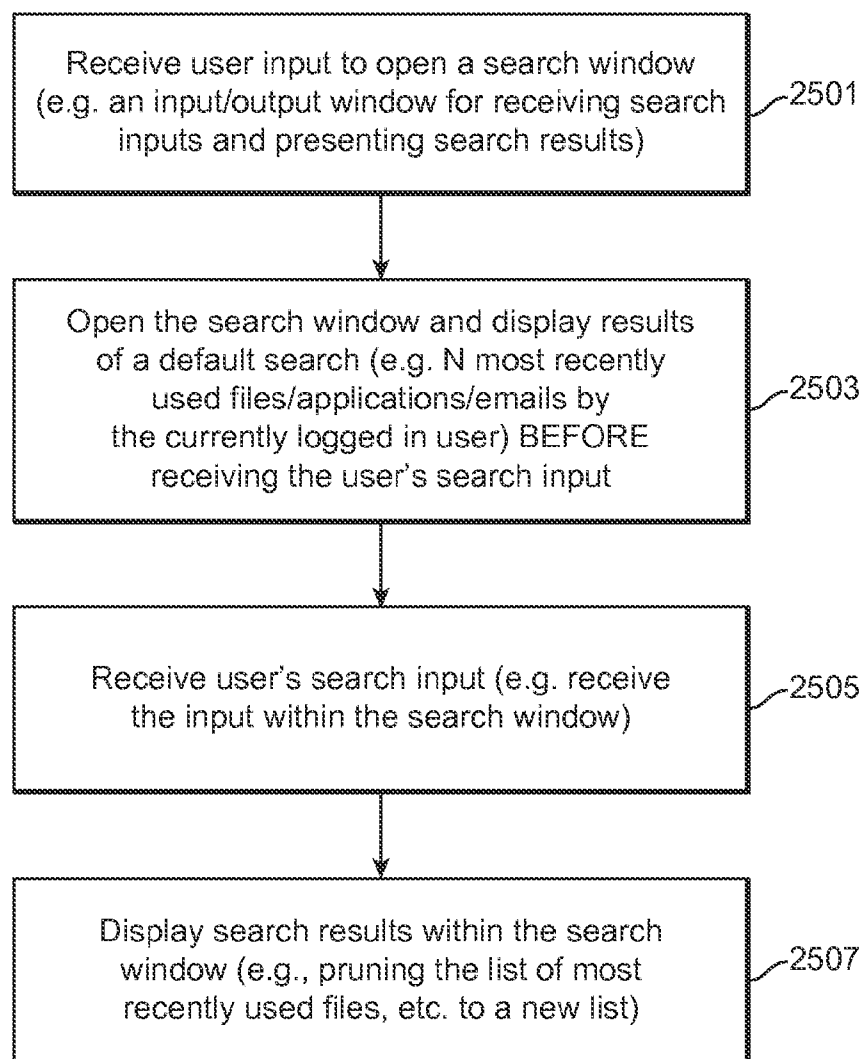 Receive user input to open a search window
(e.g. an input/output window for receiving search
inputs and presenting search results)
2501
Open the search window and display results
of a default search (e.g. N most recently
used files/applications/emails by
the currently logged in user) BEFORE
receiving the user's search input
2503
Receive user's search input (e.g. receive
the input within the search window)
2505
Display search results within the search
window (e.g., pruning the list of most
recently used files, etc. to a new list)
2507